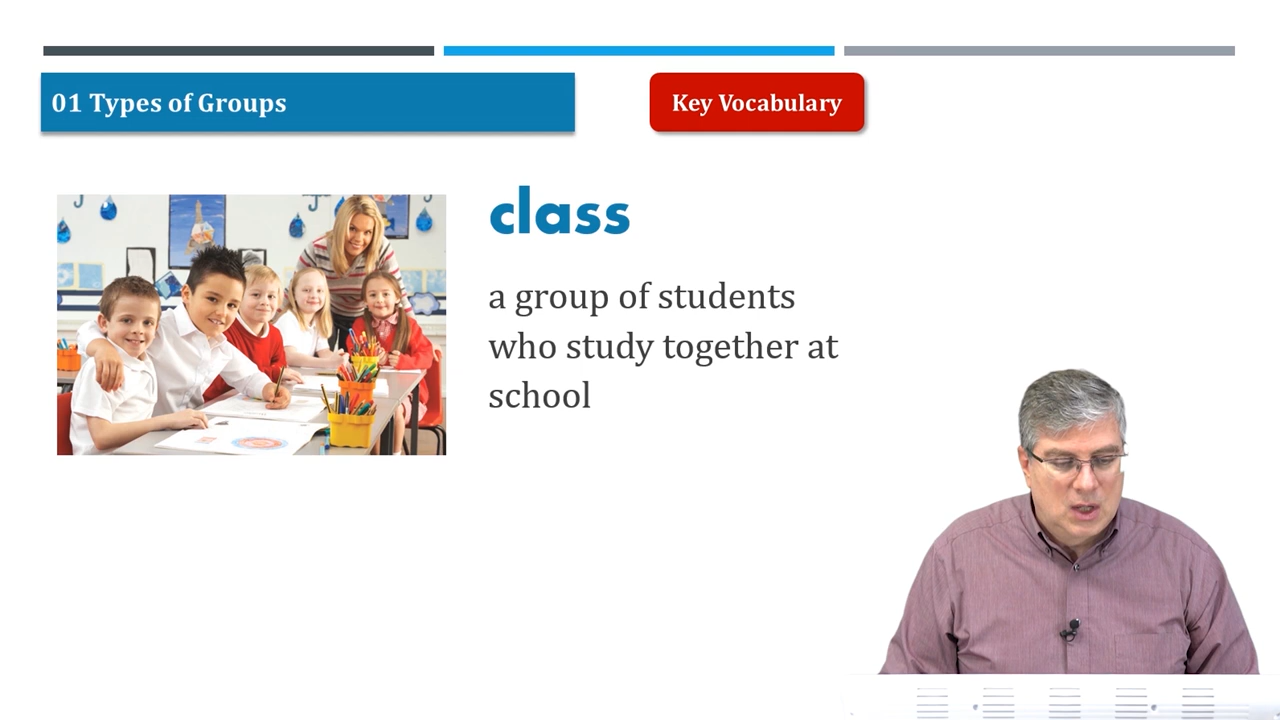 01 Types of Groups
Key Vocabulary
class
a group of students
who study together at
school